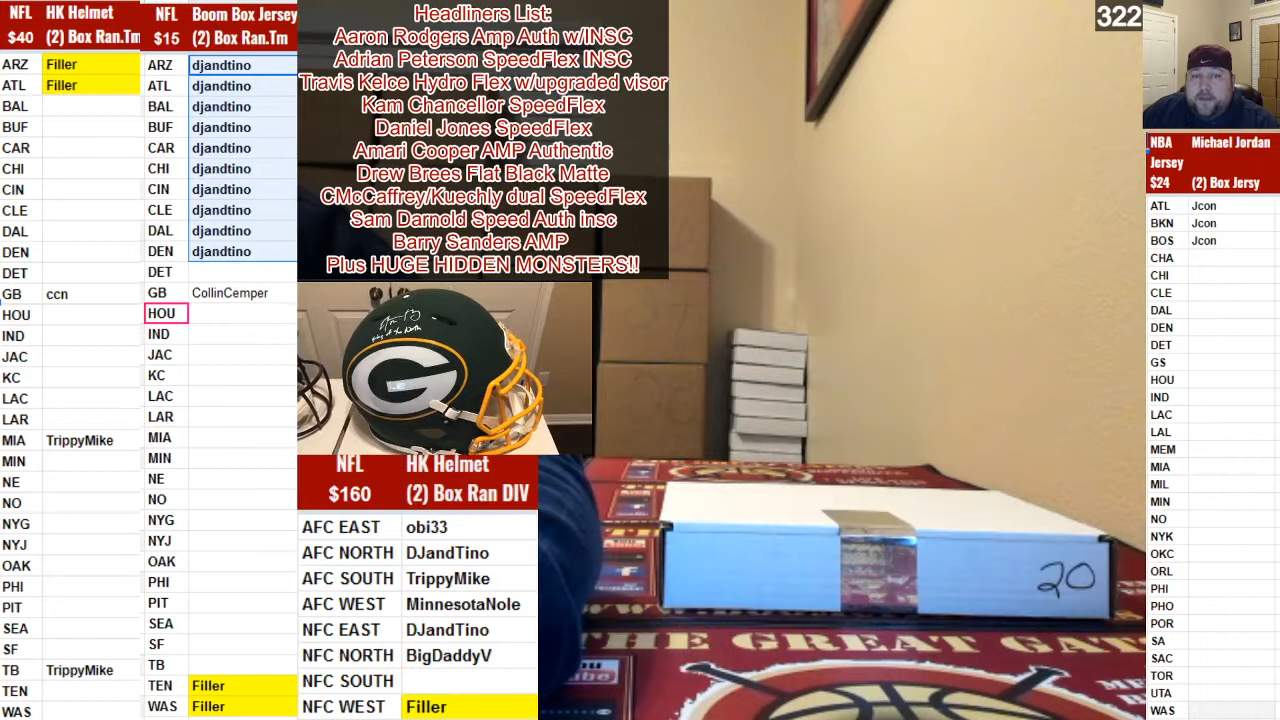 NFL HK Helmet
$40 (2) Box Ran.Tm
ARZ Filler
ATL Filler
BAL
BUF
CAR
CHI
CIN
CLE
DAL
DEN
DET
GB ccn
HOU
IND
JAC
KC
LAC
LAR
MIA TrippyMike
MIN
NE
NO
NYG
NYJ
OAK
PHI
PIT
SEA
SF
TB TrippyMike
TEN
WAS
NFL Boom Box Jersey
$15 (2) Box Ran.Tm
ARZ djandtino
ATL djandtino
BAL djandtino
BUF djandtino
CAR djandtino
CHI djandtino
CIN djandtino
CLE djandtino
DAL djandtino
DEN djandtino
DET
GB CollinCemper
HOU
IND
JAC
KC
LAC
LAR
MIA
MIN
NE
NO
NYG
NYJ
OAK
PHI
PIT
SEA
SF
TB
TEN Filler
WAS Filler
Headliners List:
Aaron Rodgers Amp Auth w/INSC
Adrian Peterson SpeedFlex INSC
Travis Kelce Hydro Flex w/upgraded visor
Kam Chancellor SpeedFlex
Daniel Jones SpeedFlex
Amari Cooper AMP Authentic
Drew Brees Flat Black Matte
CMcCaffrey/Kuechly dual SpeedFlex
Sam Darnold Speed Auth insc
Barry Sanders AMP
Plus HUGE HIDDEN MONSTERS!!
G
NFL HK Helmet
$160 (2) Box Ran DIV
AFC EAST obi33
AFC NORTH DJandTino
AFC SOUTH TrippyMike
AFC WEST MinnesotaNole
NFC EAST DJandTino
NFC NORTH BigDaddyV
NFC SOUTH
NFC WEST Filler
20
THE GREAT GA
322
NBA Michael Jordan
Jersey
$24 (2) Box Jersy
ATL Jcon
BKN Jcon
BOS Jcon
CHA
CHI
CLE
DAL
DEN
DET
GS
HOU
IND
LAC
LAL
MEM
MIA
MIL
MIN
NO
NYK
OKC
ORL
PHI
PHO
POR
SA
SAC
TOR
UTA
WAS